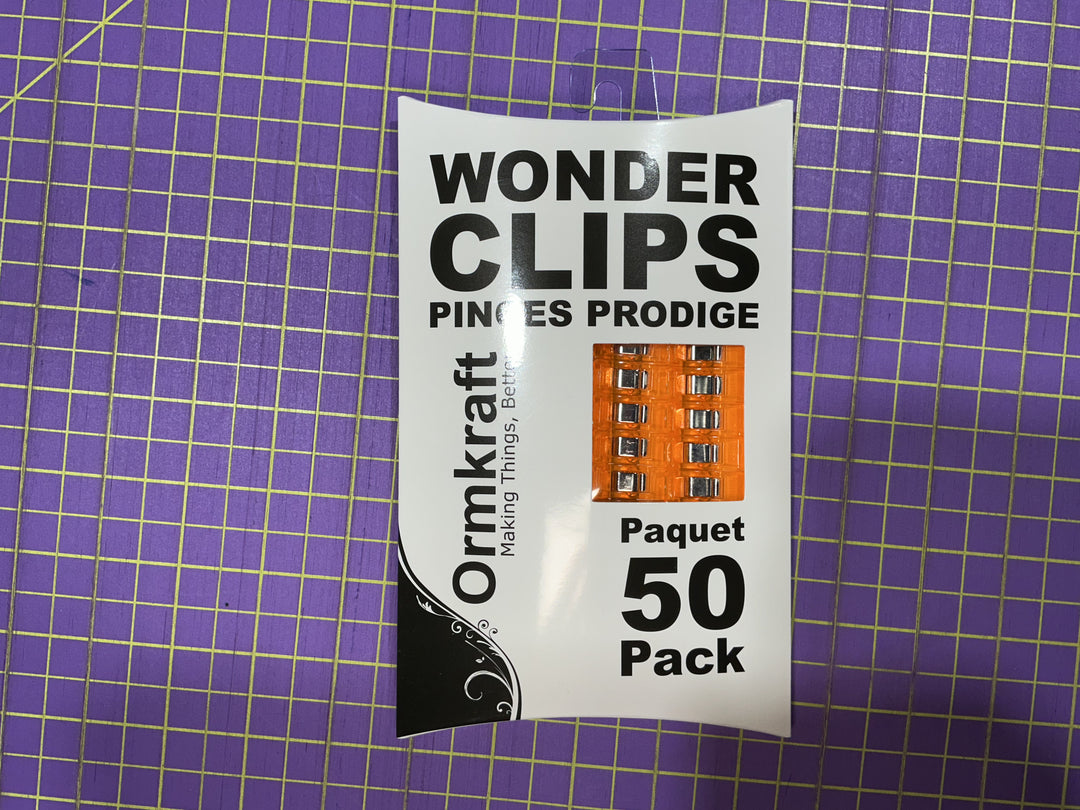 WONDER
CLIPS
PINCES PRODIGE
Ormkraft
Making Things, Better
Paquet
50
Pack